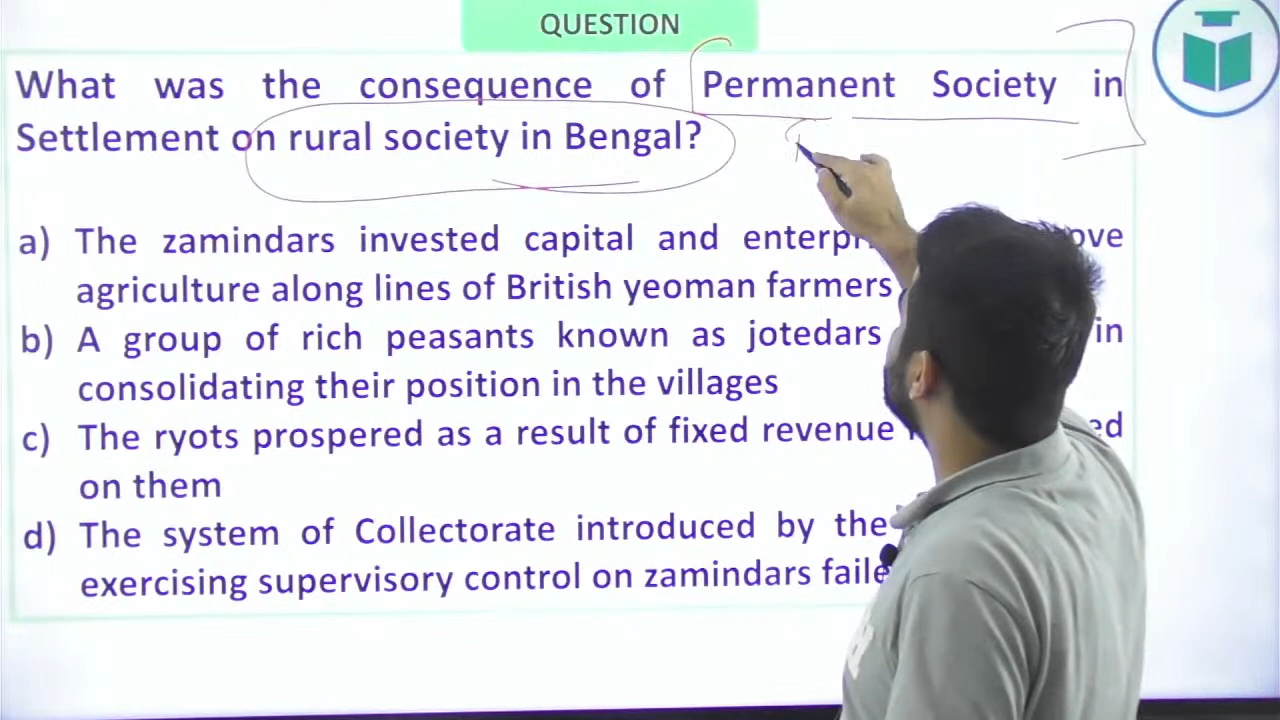 QUESTION
What was the consequence of Permanent Society in
Settlement on rural society in Bengal?
a) The zamindars invested capital and
agriculture along lines of British yeoman farmers
b) A group of rich peasants known as jotedars in
consolidating their position in the villages
c) The ryots prospered as a result of fixed revenue
on them
d) The system of Collectorate introduced by the
exercising supervisory control on zamindars